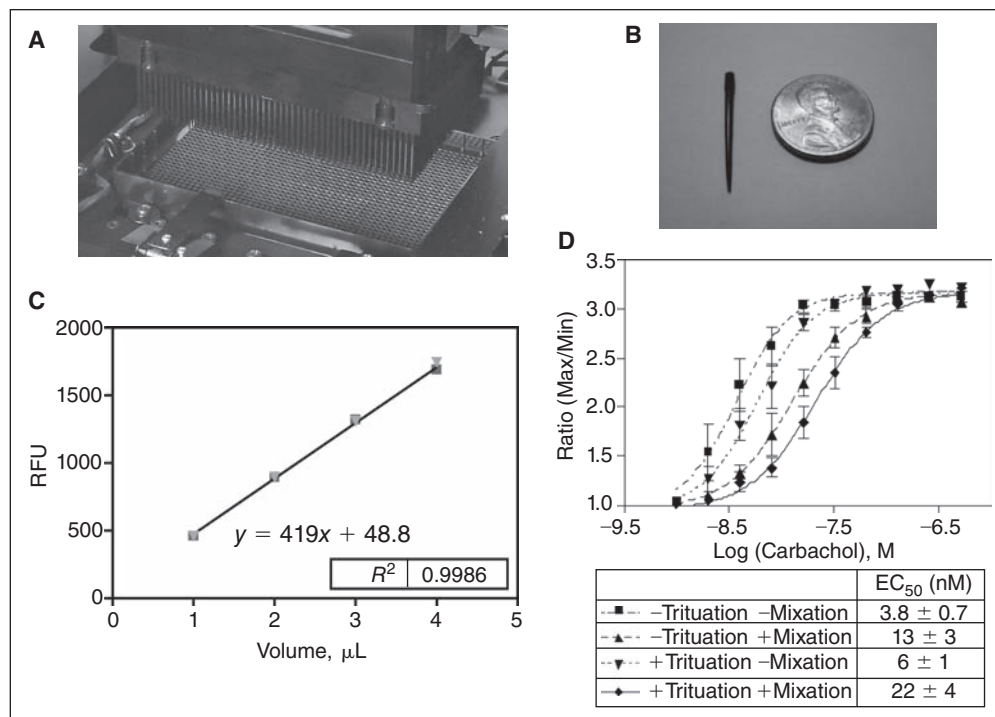 A
B
C
2000
1500
1000
500
0
RFU
y = 419x + 48.8
R² 0.9986
0 1 2 3 4 5
Volume, μL
D
3.5
3.0
2.5
2.0
1.5
1.0
Ratio (Max/Min)
−9.5 −8.5 −7.5 −6.5
Log (Carbachol), M
EC₅₀ (nM)
−Trituation −Mixation 3.8 ± 0.7
−Trituation +Mixation 13 ± 3
+Trituation −Mixation 6 ± 1
+Trituation +Mixation 22 ± 4